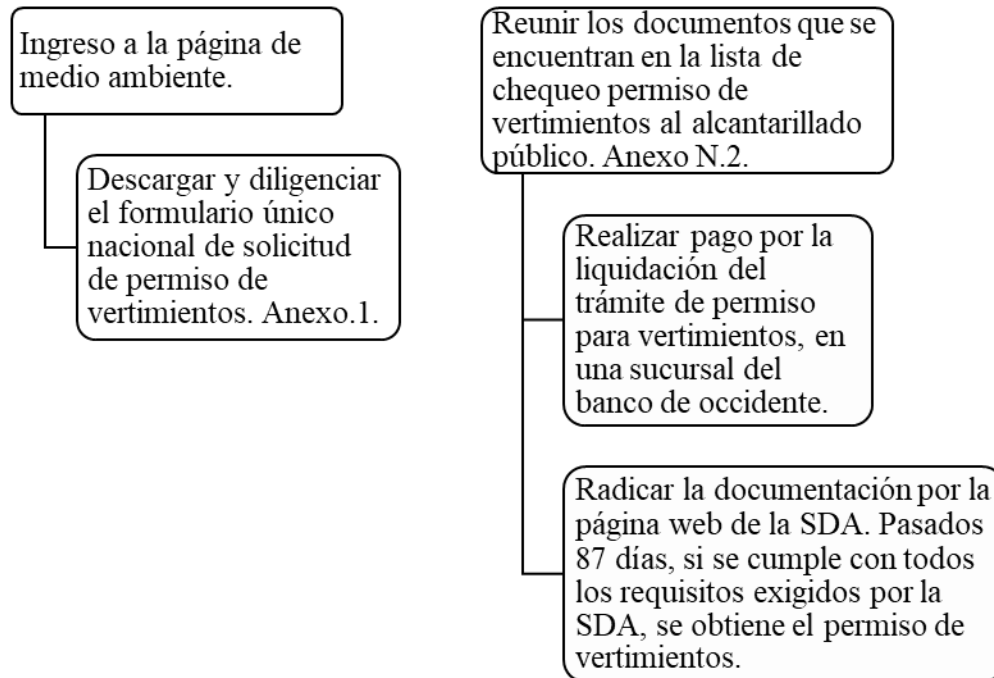 Ingreso a la página de
medio ambiente.
Descargar y diligenciar
el formulario único
nacional de solicitud
de permiso de
vertimientos. Anexo.1.
Reunir los documentos que se
encuentran en la lista de
chequeo permiso de
vertimientos al alcantarillado
público. Anexo N.2.
Realizar pago por la
liquidación del
trámite de permiso
para vertimientos, en
una sucursal del
banco de occidente.
Radicar la documentación por la
página web de la SDA. Pasados
87 días, si se cumple con todos
los requisitos exigidos por la
SDA, se obtiene el permiso de
vertimientos.